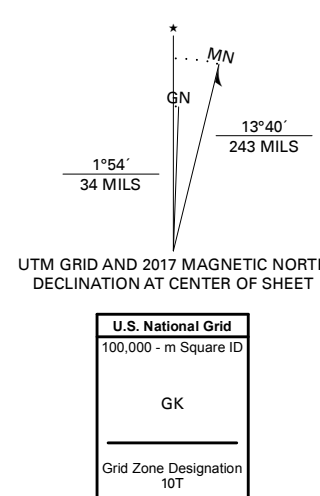 ★
MN
GN
13°40´
243 MILS
1°54´
34 MILS
UTM GRID AND 2017 MAGNETIC NORT
DECLINATION AT CENTER OF SHEET
U.S. National Grid
100,000 - m Square ID
GK
Grid Zone Designation
10T